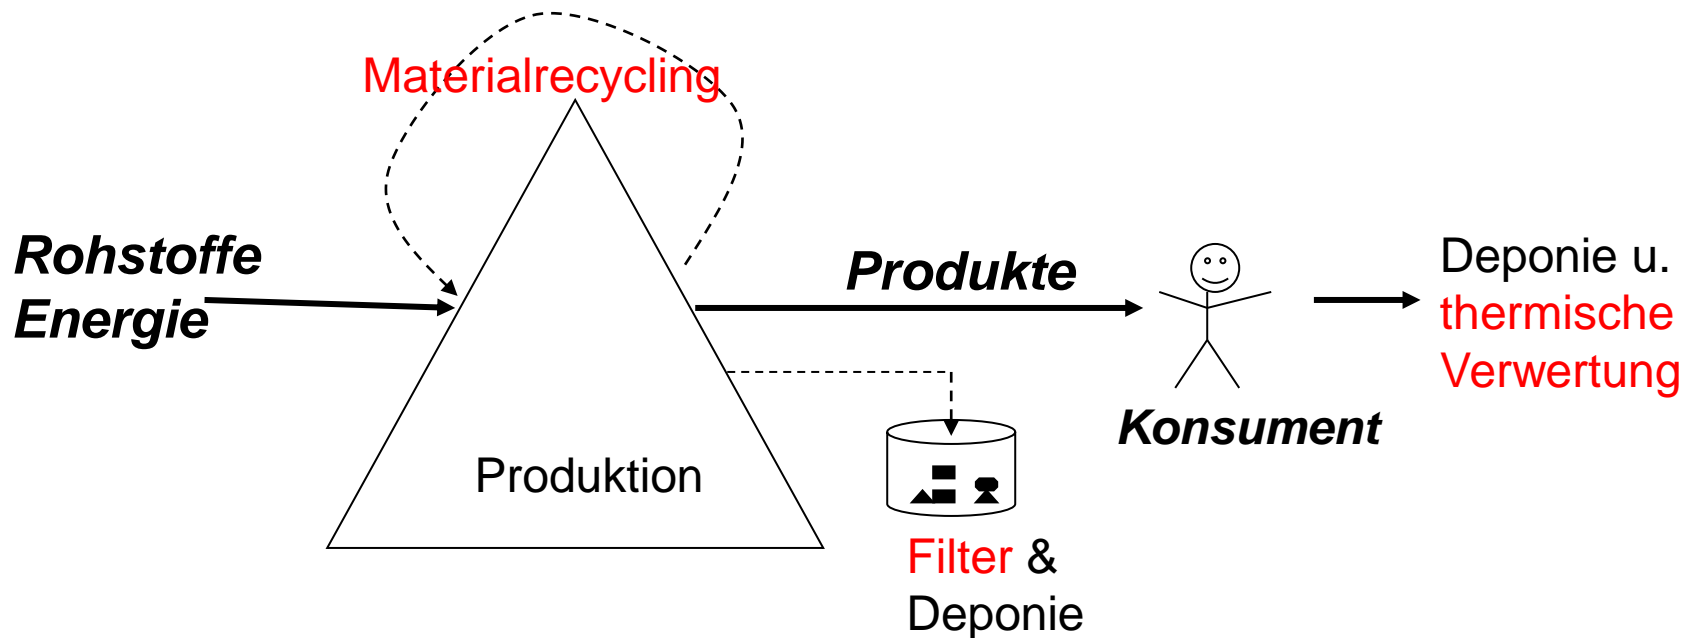 Materialrecycling
Rohstoffe
Energie
Produkte
Deponie u.
thermische
Verwertung
Konsument
Produktion
Filter &
Deponie